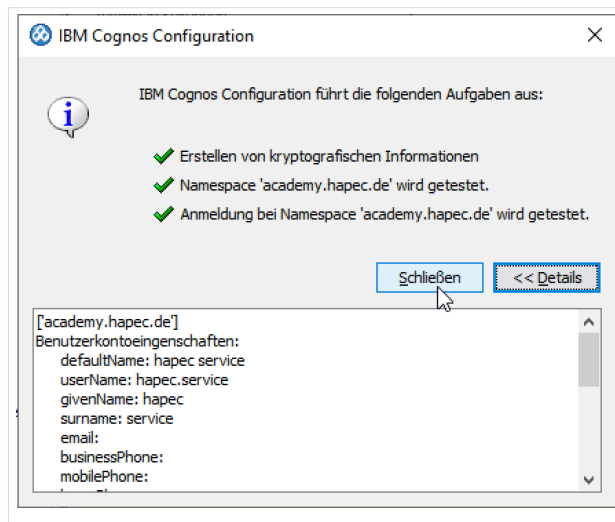 IBM Cognos Configuration
IBM Cognos Configuration führt die folgenden Aufgaben aus:
Erstellen von kryptografischen Informationen
Namespace 'academy.hapec.de' wird getestet.
Anmeldung bei Namespace 'academy.hapec.de' wird getestet.
Schließen
<< Details
['academy.hapec.de']
Benutzerkontoeingenschaften:
defaultName: hapec service
userName: hapec.service
givenName: hapec
surname: service
email:
businessPhone:
mobilePhone: